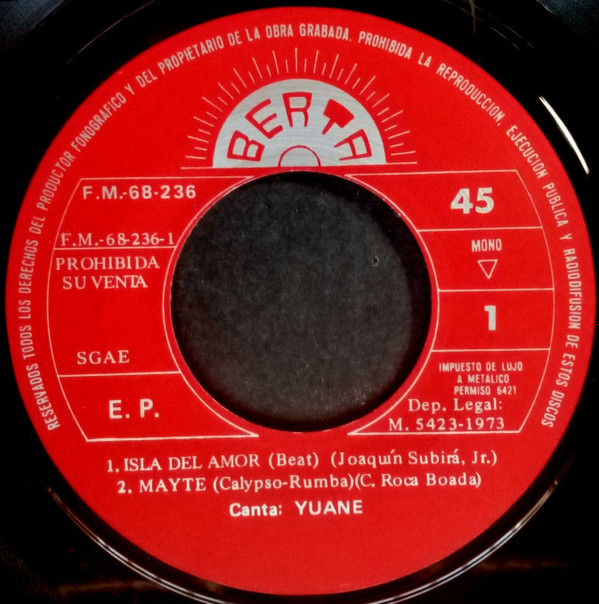 RESERVADOS TODOS LOS DERECHOS DEL PRODUCTOR FONOGRAFICO Y DEL PROPIETARIO DE LA OBRA GRABADA. PROHIBIDA LA REPRODUCCION, EJECUCION PUBLICA Y RADIODIFUSION DE ESTOS DISCOS
BERTA
F.M.-68-236
45
F.M.-68-236-1
MONO
PROHIBIDA
SU VENTA
1
SGAE
IMPUESTO DE LUJO
A METALICO
PERMISO 6421
E. P.
Dep. Legal:
M. 5423-1973
1. ISLA DEL AMOR (Beat) (Joaquín Subirá, Jr.)
2. MAYTE (Calypso-Rumba)(C. Roca Boada)
Canta: YUANE